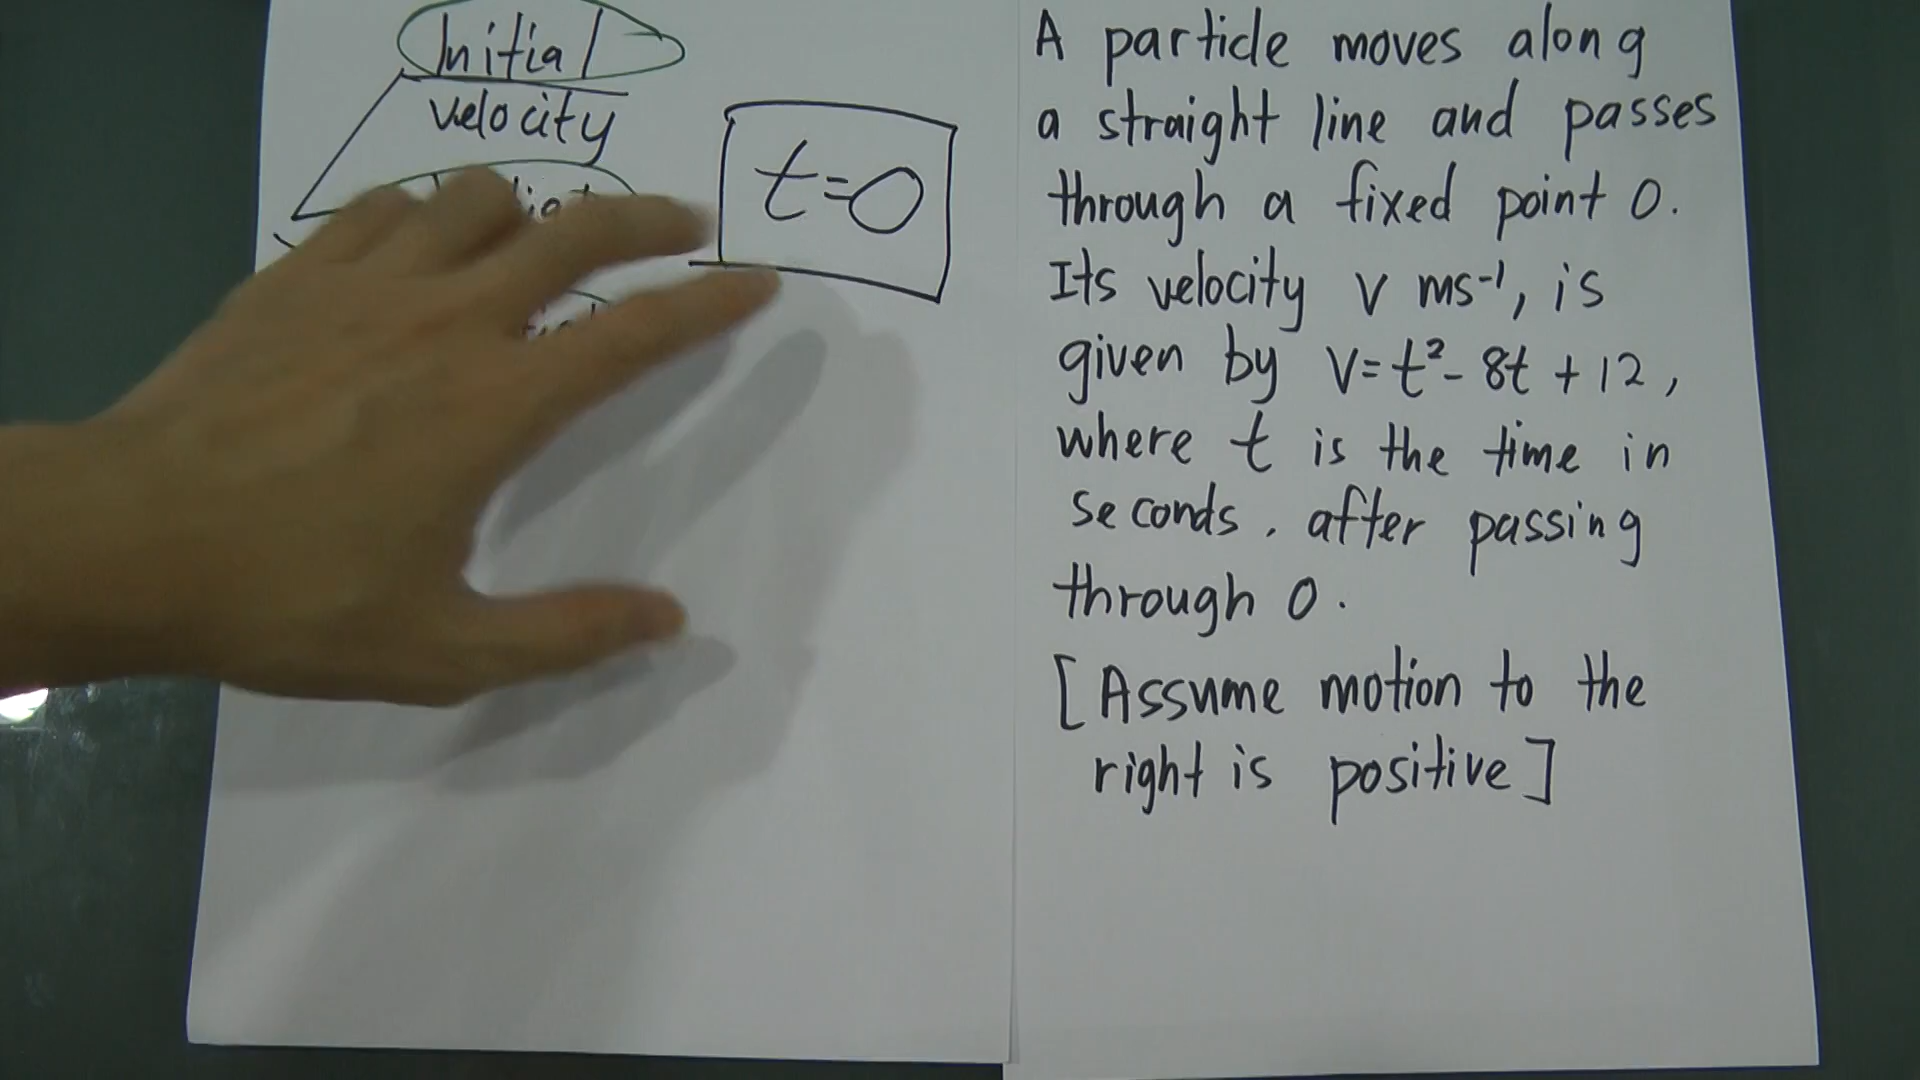 Initial
velocity
t=0
A particle moves along
a straight line and passes
through a fixed point O.
Its velocity v ms⁻¹, is
given by v=t²- 8t + 12,
where t is the time in
seconds, after passing
through O.
[Assume motion to the
right is positive]